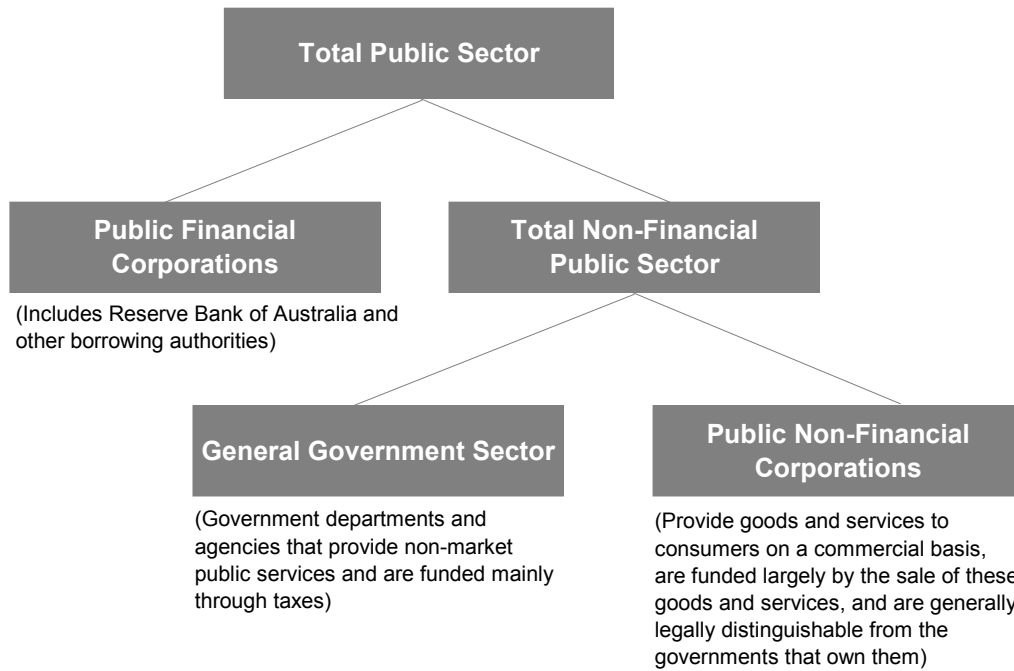 Total Public Sector
Public Financial
Corporations
(Includes Reserve Bank of Australia and
other borrowing authorities)
Total Non-Financial
Public Sector
General Government Sector
(Government departments and
agencies that provide non-market
public services and are funded mainly
through taxes)
Public Non-Financial
Corporations
(Provide goods and services to
consumers on a commercial basis,
are funded largely by the sale of these
goods and services, and are generally
legally distinguishable from the
governments that own them)